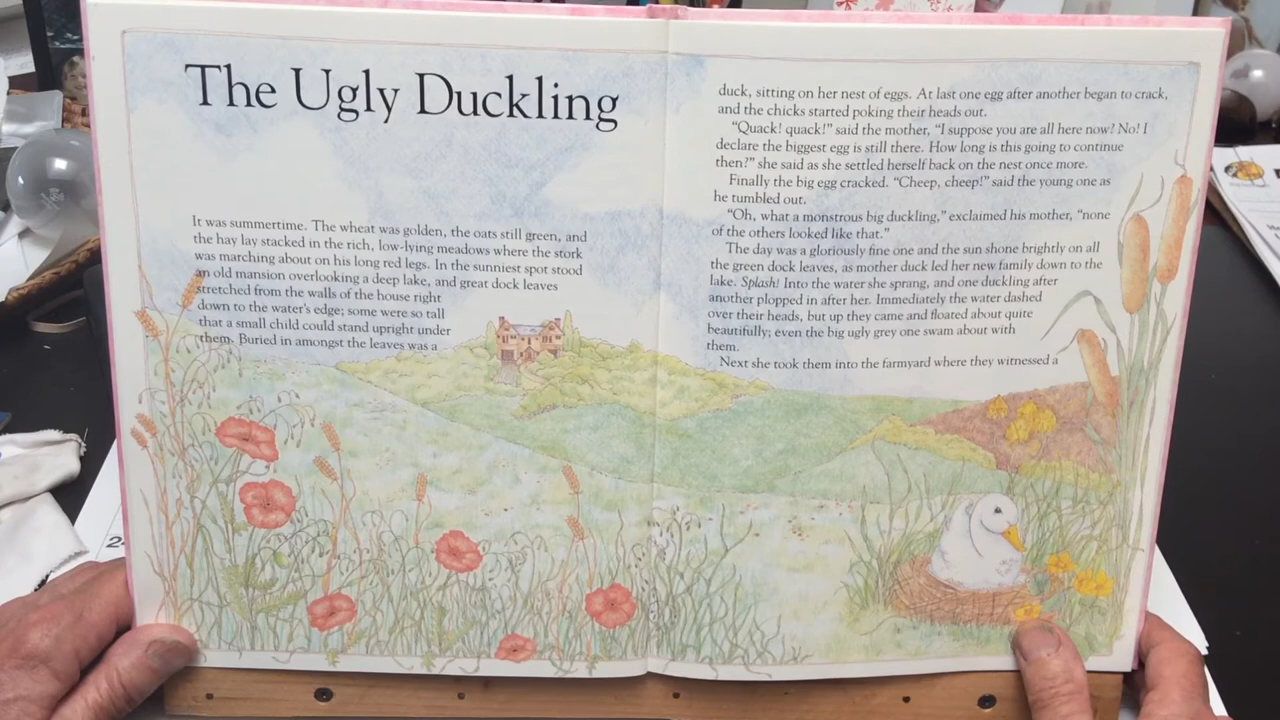 The Ugly Duckling
It was summertime. The wheat was golden, the oats still green, and
the hay lay stacked in the rich, low-lying meadows where the stork
was marching about on his long red legs. In the sunniest spot stood
an old mansion overlooking a deep lake, and great dock leaves
stretched from the walls of the house right
down to the water's edge; some were so tall
that a small child could stand upright under
them. Buried in amongst the leaves was a
duck, sitting on her nest of eggs. At last one egg after another began to crack,
and the chicks started poking their heads out.
“Quack! quack!” said the mother, “I suppose you are all here now? No! I
declare the biggest egg is still there. How long is this going to continue
then?” she said as she settled herself back on the nest once more.
Finally the big egg cracked. “Cheep, cheep!” said the young one as
he tumbled out.
“Oh, what a monstrous big duckling,” exclaimed his mother, “none
of the others looked like that.”
The day was a gloriously fine one and the sun shone brightly on all
the green dock leaves, as mother duck led her new family down to the
lake. Splash! Into the water she sprang, and one duckling after
another plopped in after her. Immediately the water dashed
over their heads, but up they came and floated about quite
beautifully; even the big ugly grey one swam about with
them.
Next she took them into the farmyard where they witnessed a